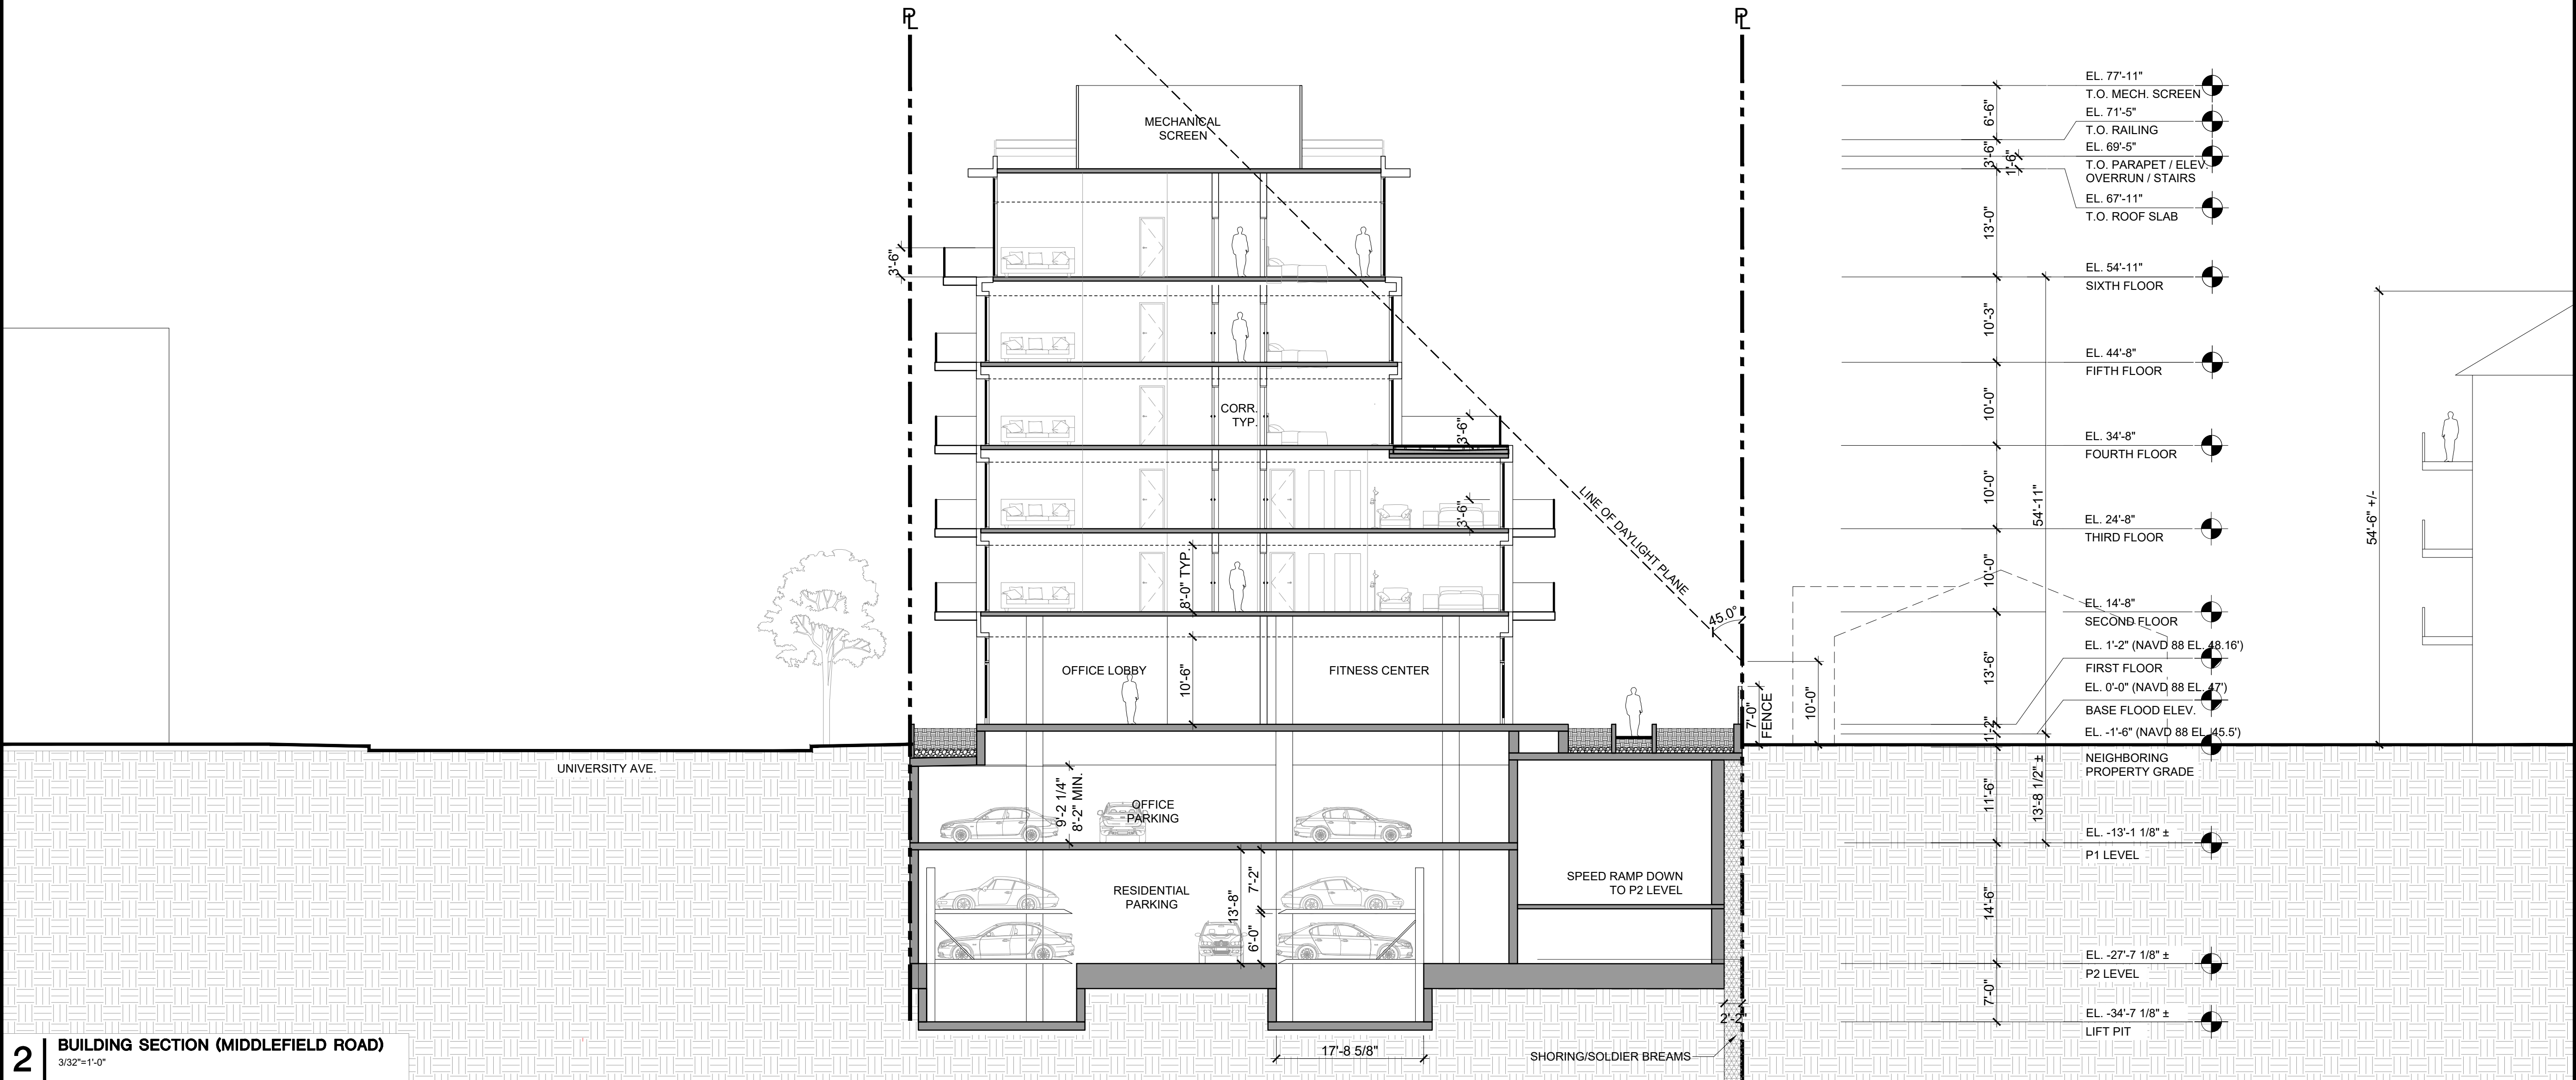 PL
PL
MECHANICAL
SCREEN
3'-6"
CORR.
TYP.
3'-6"
3'-6"
8'-0" TYP.
LINE OF DAYLIGHT PLANE
45.0°
OFFICE LOBBY
10'-6"
FITNESS CENTER
7'-0"
FENCE
10'-0"
UNIVERSITY AVE.
9'-2 1/4"
8'-2" MIN.
OFFICE
PARKING
RESIDENTIAL
PARKING
13'-8"
7'-2"
6'-0"
SPEED RAMP DOWN
TO P2 LEVEL
2'-2"
17'-8 5/8"
SHORING/SOLDIER BREAMS
EL. 77'-11"
T.O. MECH. SCREEN
6'-6"
EL. 71'-5"
T.O. RAILING
3'-6"
1'-6"
EL. 69'-5"
T.O. PARAPET / ELEV.
OVERRUN / STAIRS
EL. 67'-11"
T.O. ROOF SLAB
13'-0"
EL. 54'-11"
SIXTH FLOOR
10'-3"
EL. 44'-8"
FIFTH FLOOR
10'-0"
EL. 34'-8"
FOURTH FLOOR
10'-0"
54'-11"
54'-6" +/-
EL. 24'-8"
THIRD FLOOR
10'-0"
EL. 14'-8"
SECOND FLOOR
EL. 1'-2" (NAVD 88 EL. 48.16')
FIRST FLOOR
13'-6"
EL. 0'-0" (NAVD 88 EL. 47')
BASE FLOOD ELEV.
1'-2"
EL. -1'-6" (NAVD 88 EL. 45.5')
NEIGHBORING
PROPERTY GRADE
11'-6"
13'-8 1/2" ±
EL. -13'-1 1/8" ±
P1 LEVEL
14'-6"
EL. -27'-7 1/8" ±
P2 LEVEL
7'-0"
EL. -34'-7 1/8" ±
LIFT PIT
2
BUILDING SECTION (MIDDLEFIELD ROAD)
3/32"=1'-0"